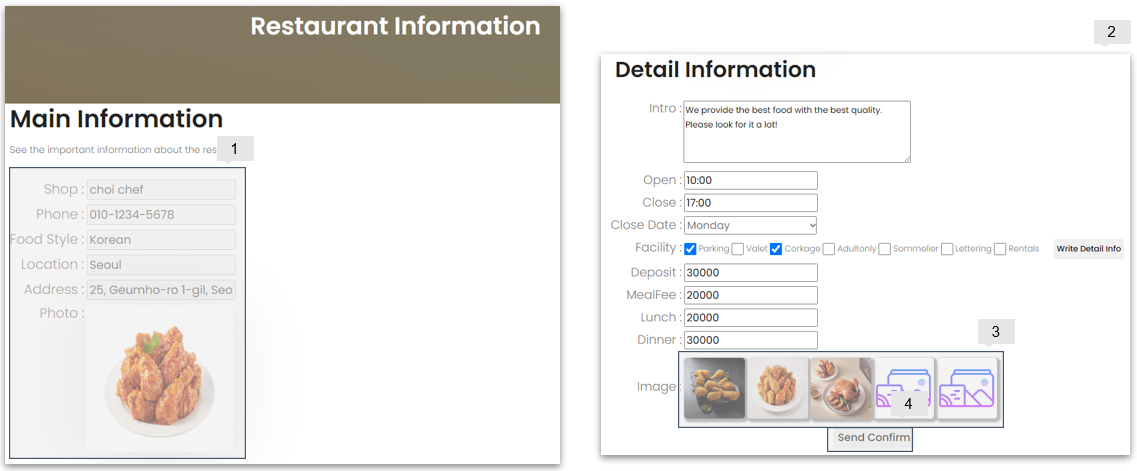 Restaurant Information
Main Information
See the important information about the res
1
Shop : choi chef
Phone : 010-1234-5678
Food Style : Korean
Location : Seoul
Address : 25, Geumho-ro 1-gil, Seo
Photo :
2
Detail Information
Intro : We provide the best food with the best quality.
Please look for it a lot!
Open : 10:00
Close : 17:00
Close Date : Monday
Facility : Parking Valet Corkage Adultonly Sommelier Lettering Rentals Write Detail Info
Deposit : 30000
MealFee : 20000
Lunch : 20000
Dinner : 30000
3
Image :
4
Send Confirm